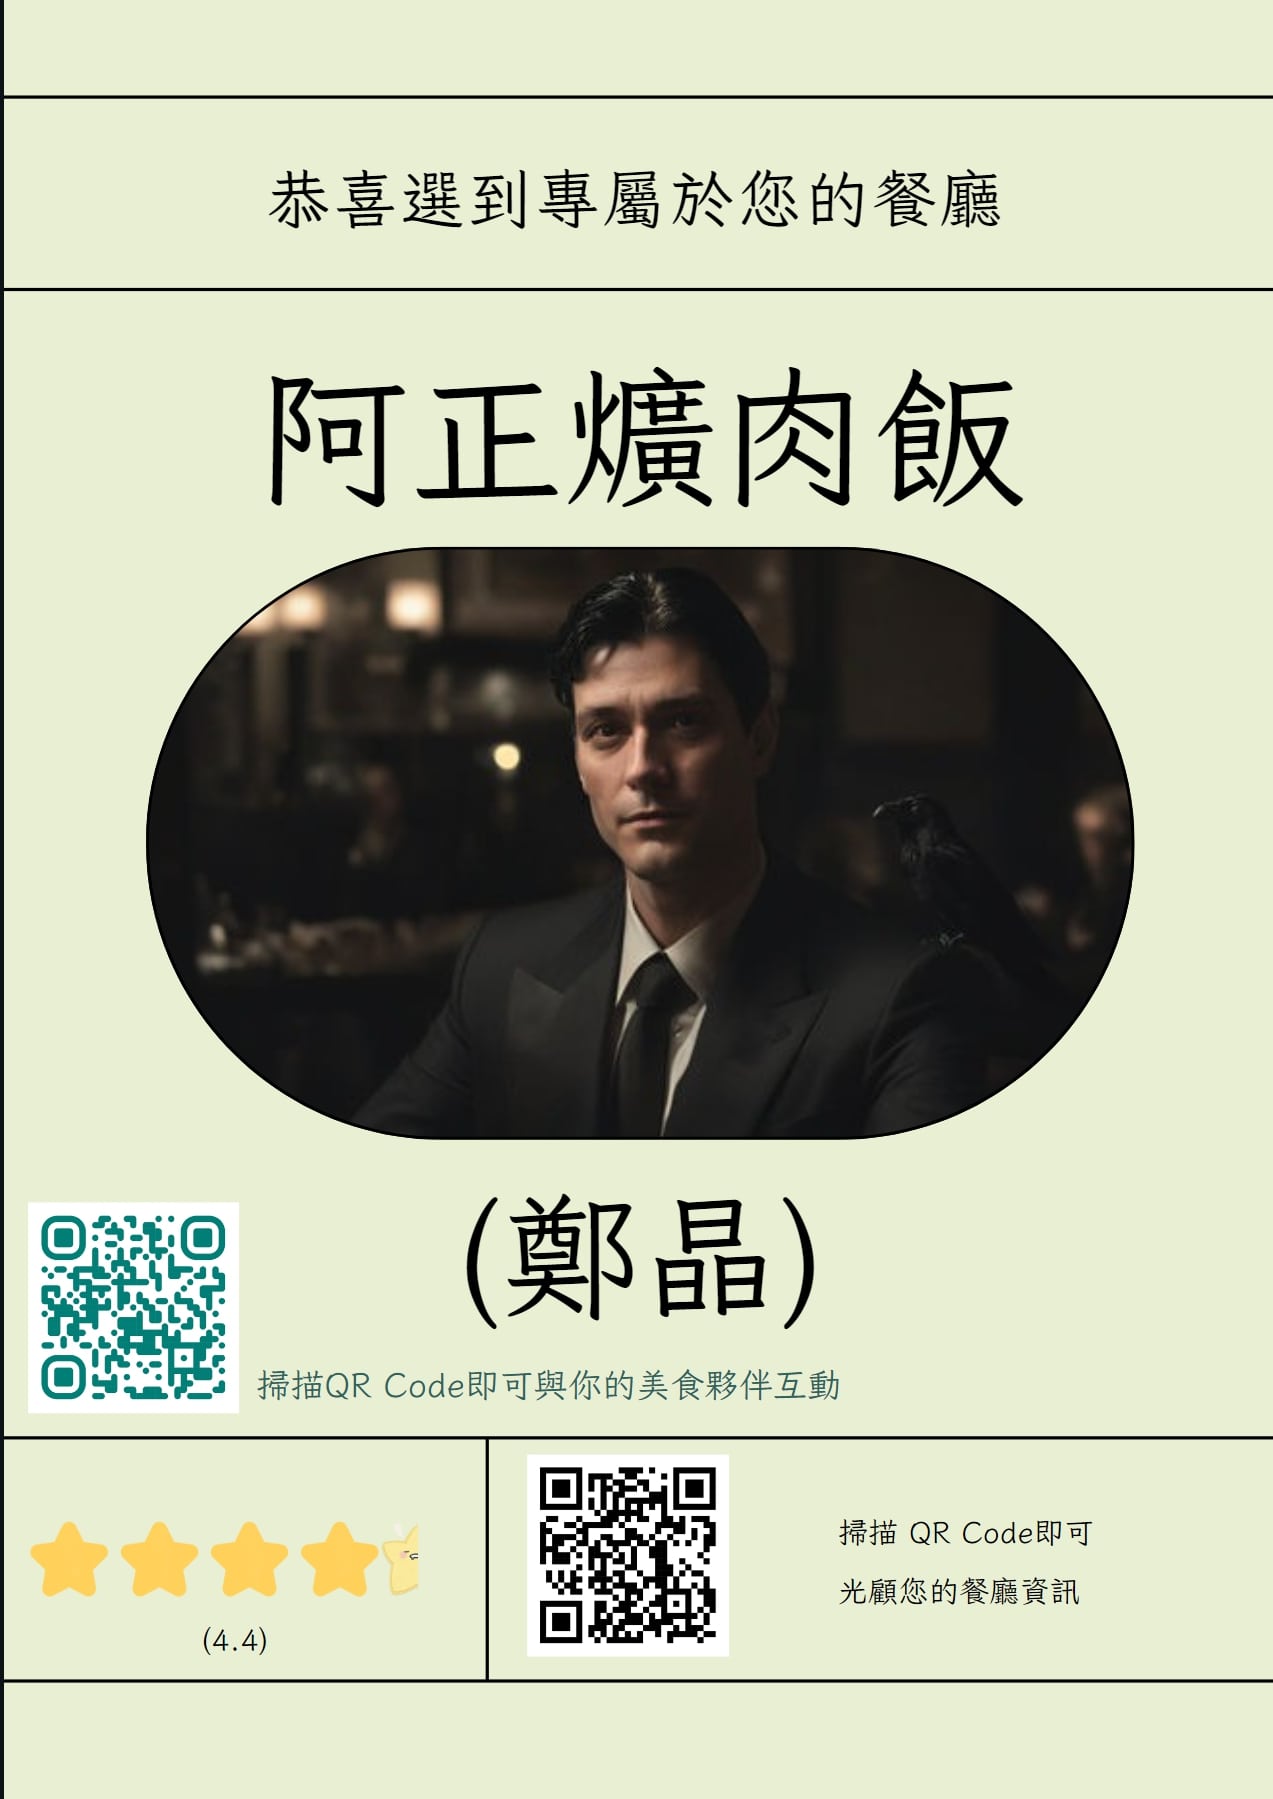 恭喜選到專屬於您的餐廳
阿正爌肉飯
(鄭晶)
掃描QR Code即可與你的美食夥伴互動
(4.4)
掃描 QR Code即可
光顧您的餐廳資訊